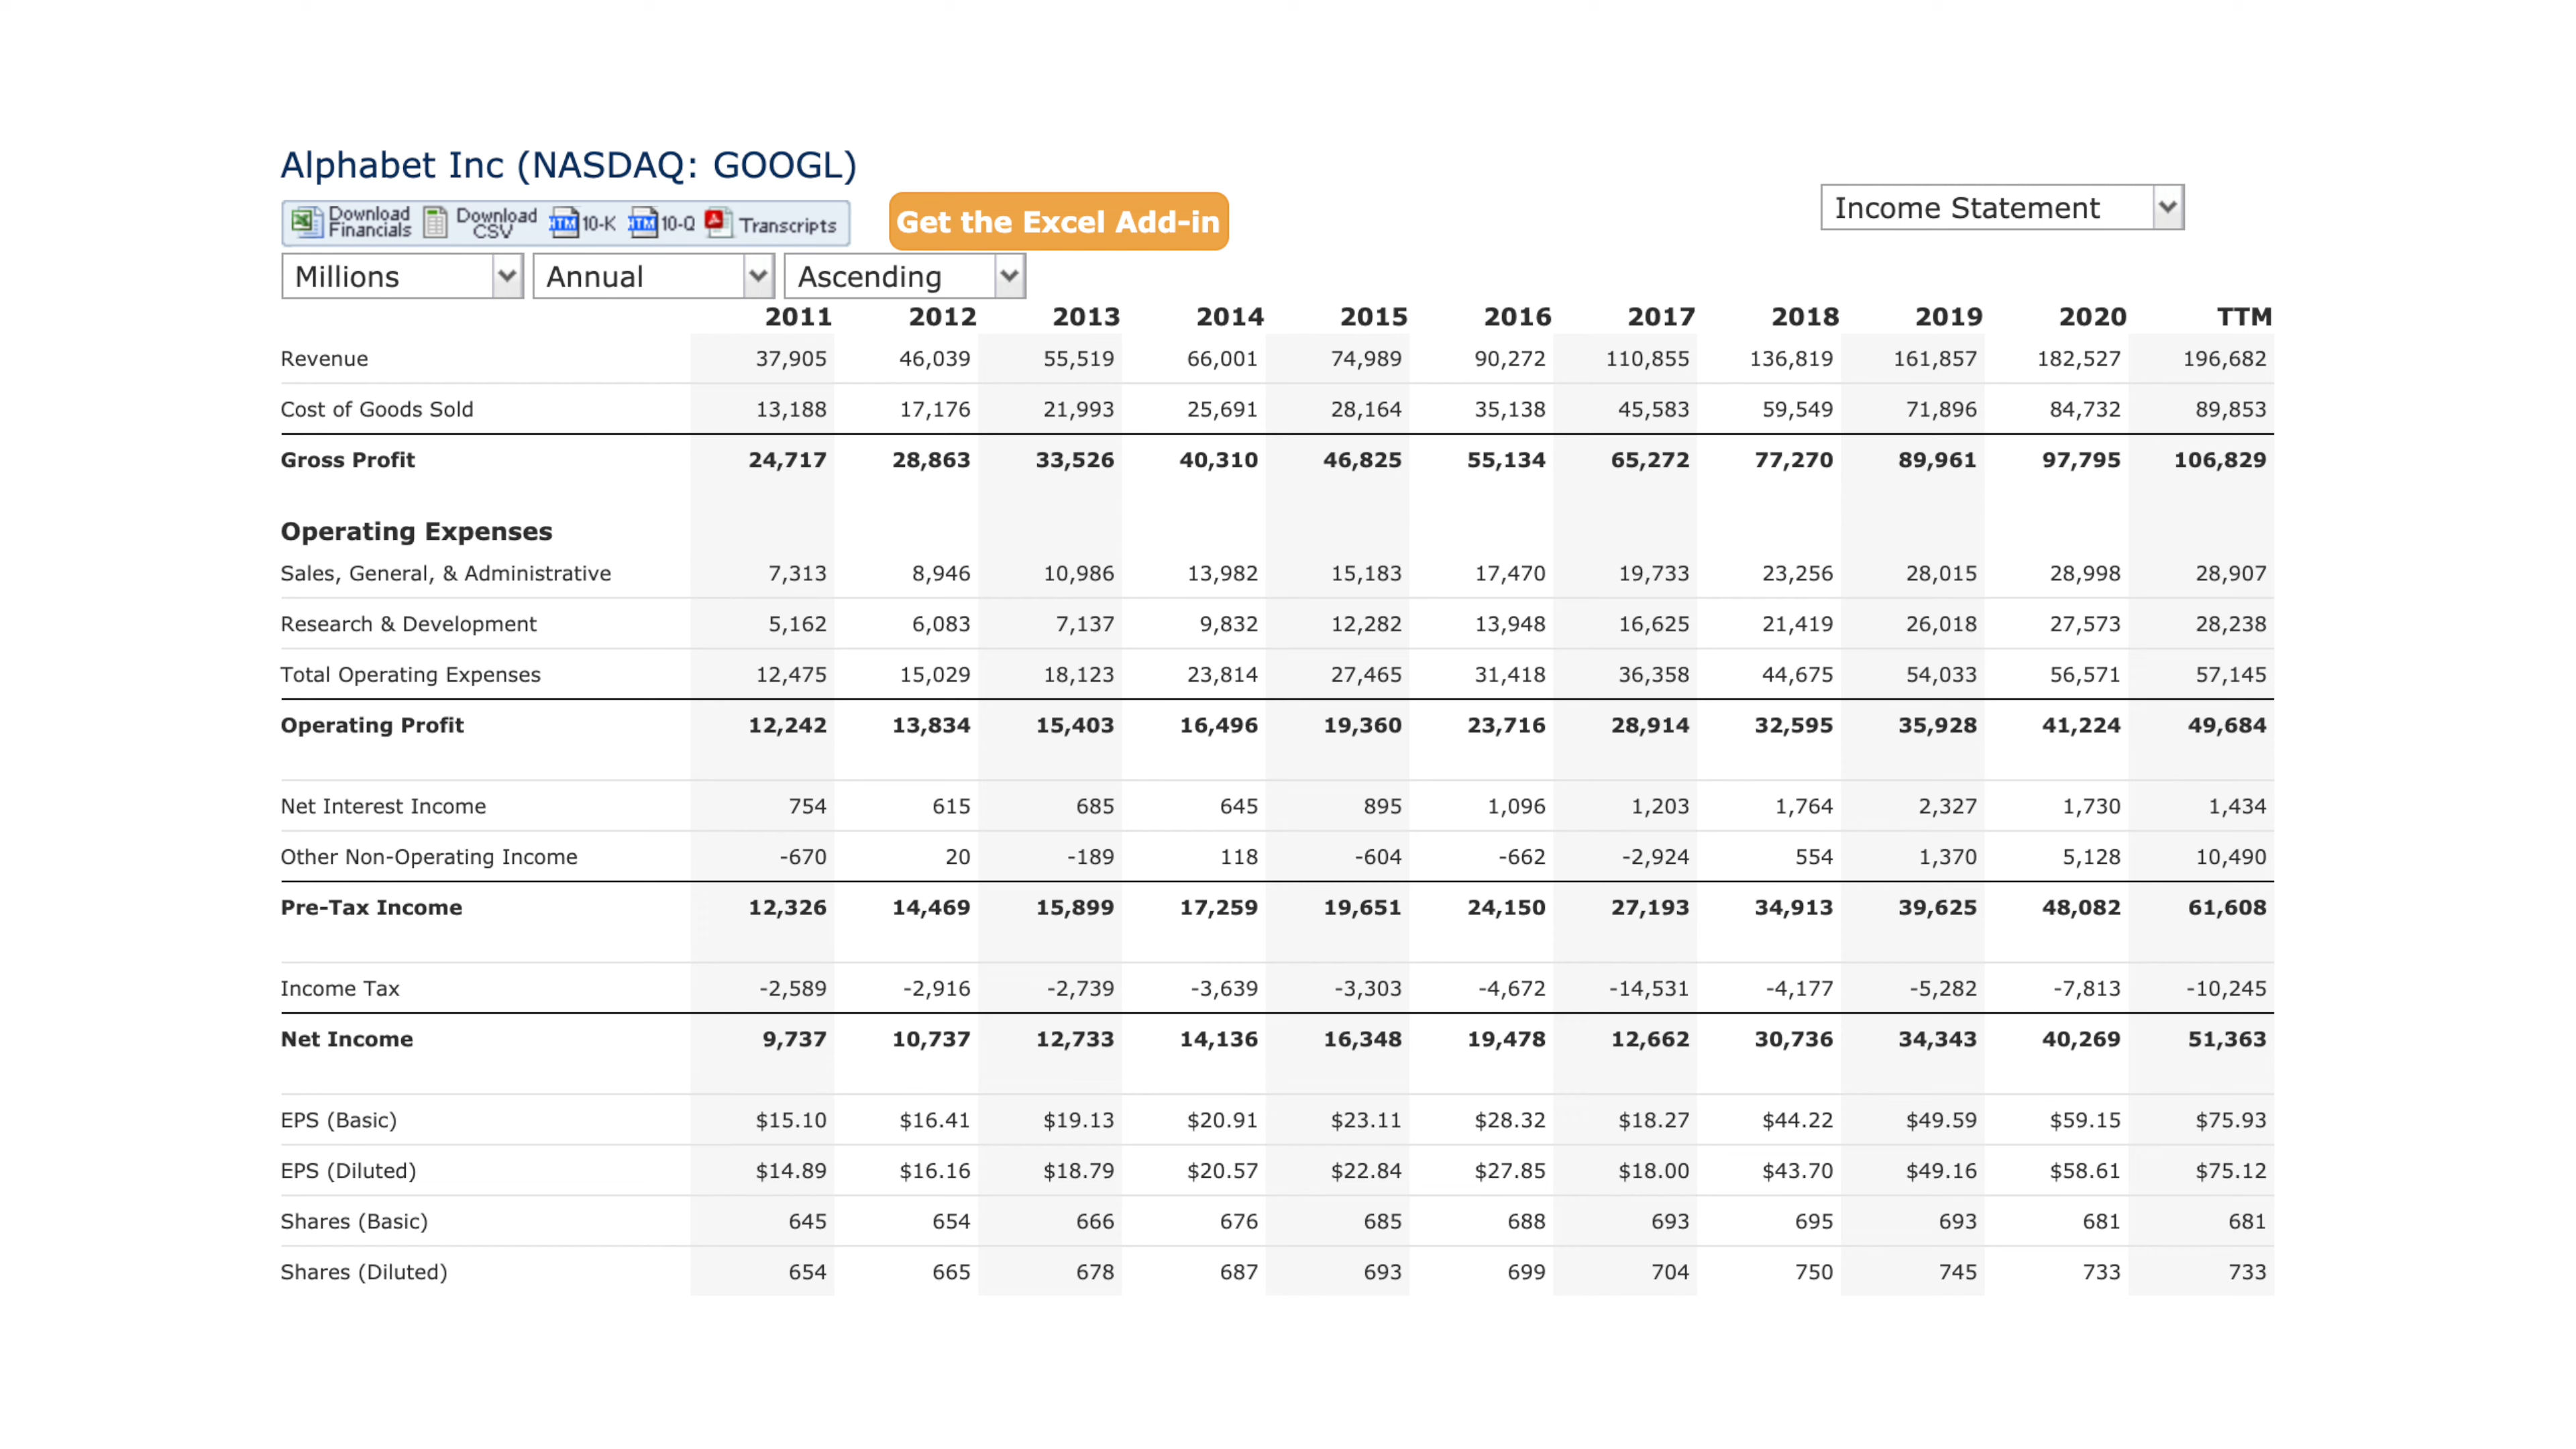 Alphabet Inc (NASDAQ: GOOGL)
Download Financials Download CSV HTM 10-K HTM 10-Q Transcripts Get the Excel Add-in Income Statement
Millions Annual Ascending
2011 2012 2013 2014 2015 2016 2017 2018 2019 2020 TTM
Revenue 37,905 46,039 55,519 66,001 74,989 90,272 110,855 136,819 161,857 182,527 196,682
Cost of Goods Sold 13,188 17,176 21,993 25,691 28,164 35,138 45,583 59,549 71,896 84,732 89,853
Gross Profit 24,717 28,863 33,526 40,310 46,825 55,134 65,272 77,270 89,961 97,795 106,829
Operating Expenses
Sales, General, & Administrative 7,313 8,946 10,986 13,982 15,183 17,470 19,733 23,256 28,015 28,998 28,907
Research & Development 5,162 6,083 7,137 9,832 12,282 13,948 16,625 21,419 26,018 27,573 28,238
Total Operating Expenses 12,475 15,029 18,123 23,814 27,465 31,418 36,358 44,675 54,033 56,571 57,145
Operating Profit 12,242 13,834 15,403 16,496 19,360 23,716 28,914 32,595 35,928 41,224 49,684
Net Interest Income 754 615 685 645 895 1,096 1,203 1,764 2,327 1,730 1,434
Other Non-Operating Income -670 20 -189 118 -604 -662 -2,924 554 1,370 5,128 10,490
Pre-Tax Income 12,326 14,469 15,899 17,259 19,651 24,150 27,193 34,913 39,625 48,082 61,608
Income Tax -2,589 -2,916 -2,739 -3,639 -3,303 -4,672 -14,531 -4,177 -5,282 -7,813 -10,245
Net Income 9,737 10,737 12,733 14,136 16,348 19,478 12,662 30,736 34,343 40,269 51,363
EPS (Basic) $15.10 $16.41 $19.13 $20.91 $23.11 $28.32 $18.27 $44.22 $49.59 $59.15 $75.93
EPS (Diluted) $14.89 $16.16 $18.79 $20.57 $22.84 $27.85 $18.00 $43.70 $49.16 $58.61 $75.12
Shares (Basic) 645 654 666 676 685 688 693 695 693 681 681
Shares (Diluted) 654 665 678 687 693 699 704 750 745 733 733